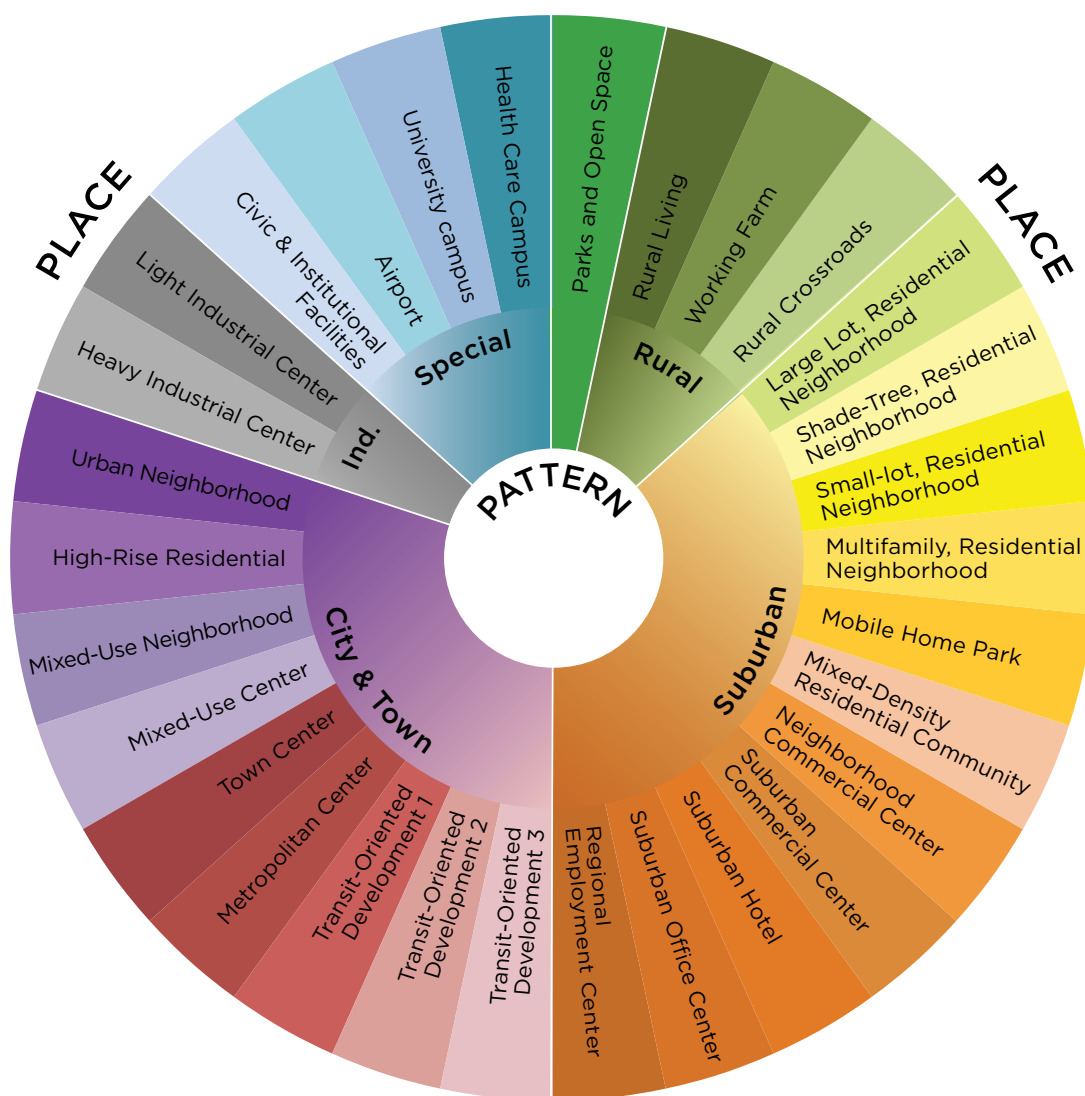 PLACE
PLACE
PATTERN
Parks and Open Space
Rural
Rural Living
Working Farm
Rural Crossroads
Suburban
Large Lot, Residential
Neighborhood
Shade-Tree, Residential
Neighborhood
Small-lot, Residential
Neighborhood
Multifamily, Residential
Neighborhood
Mobile Home Park
Mixed-Density
Residential Community
Neighborhood
Commercial Center
Suburban
Commercial Center
Suburban Hotel
Suburban Office Center
Regional
Employment Center
City & Town
Transit-Oriented
Development 3
Transit-Oriented
Development 2
Transit-Oriented
Development 1
Metropolitan Center
Town Center
Mixed-Use Center
Mixed-Use Neighborhood
High-Rise Residential
Urban Neighborhood
Ind.
Heavy Industrial Center
Light Industrial Center
Special
Civic & Institutional
Facilities
Airport
University campus
Health Care Campus